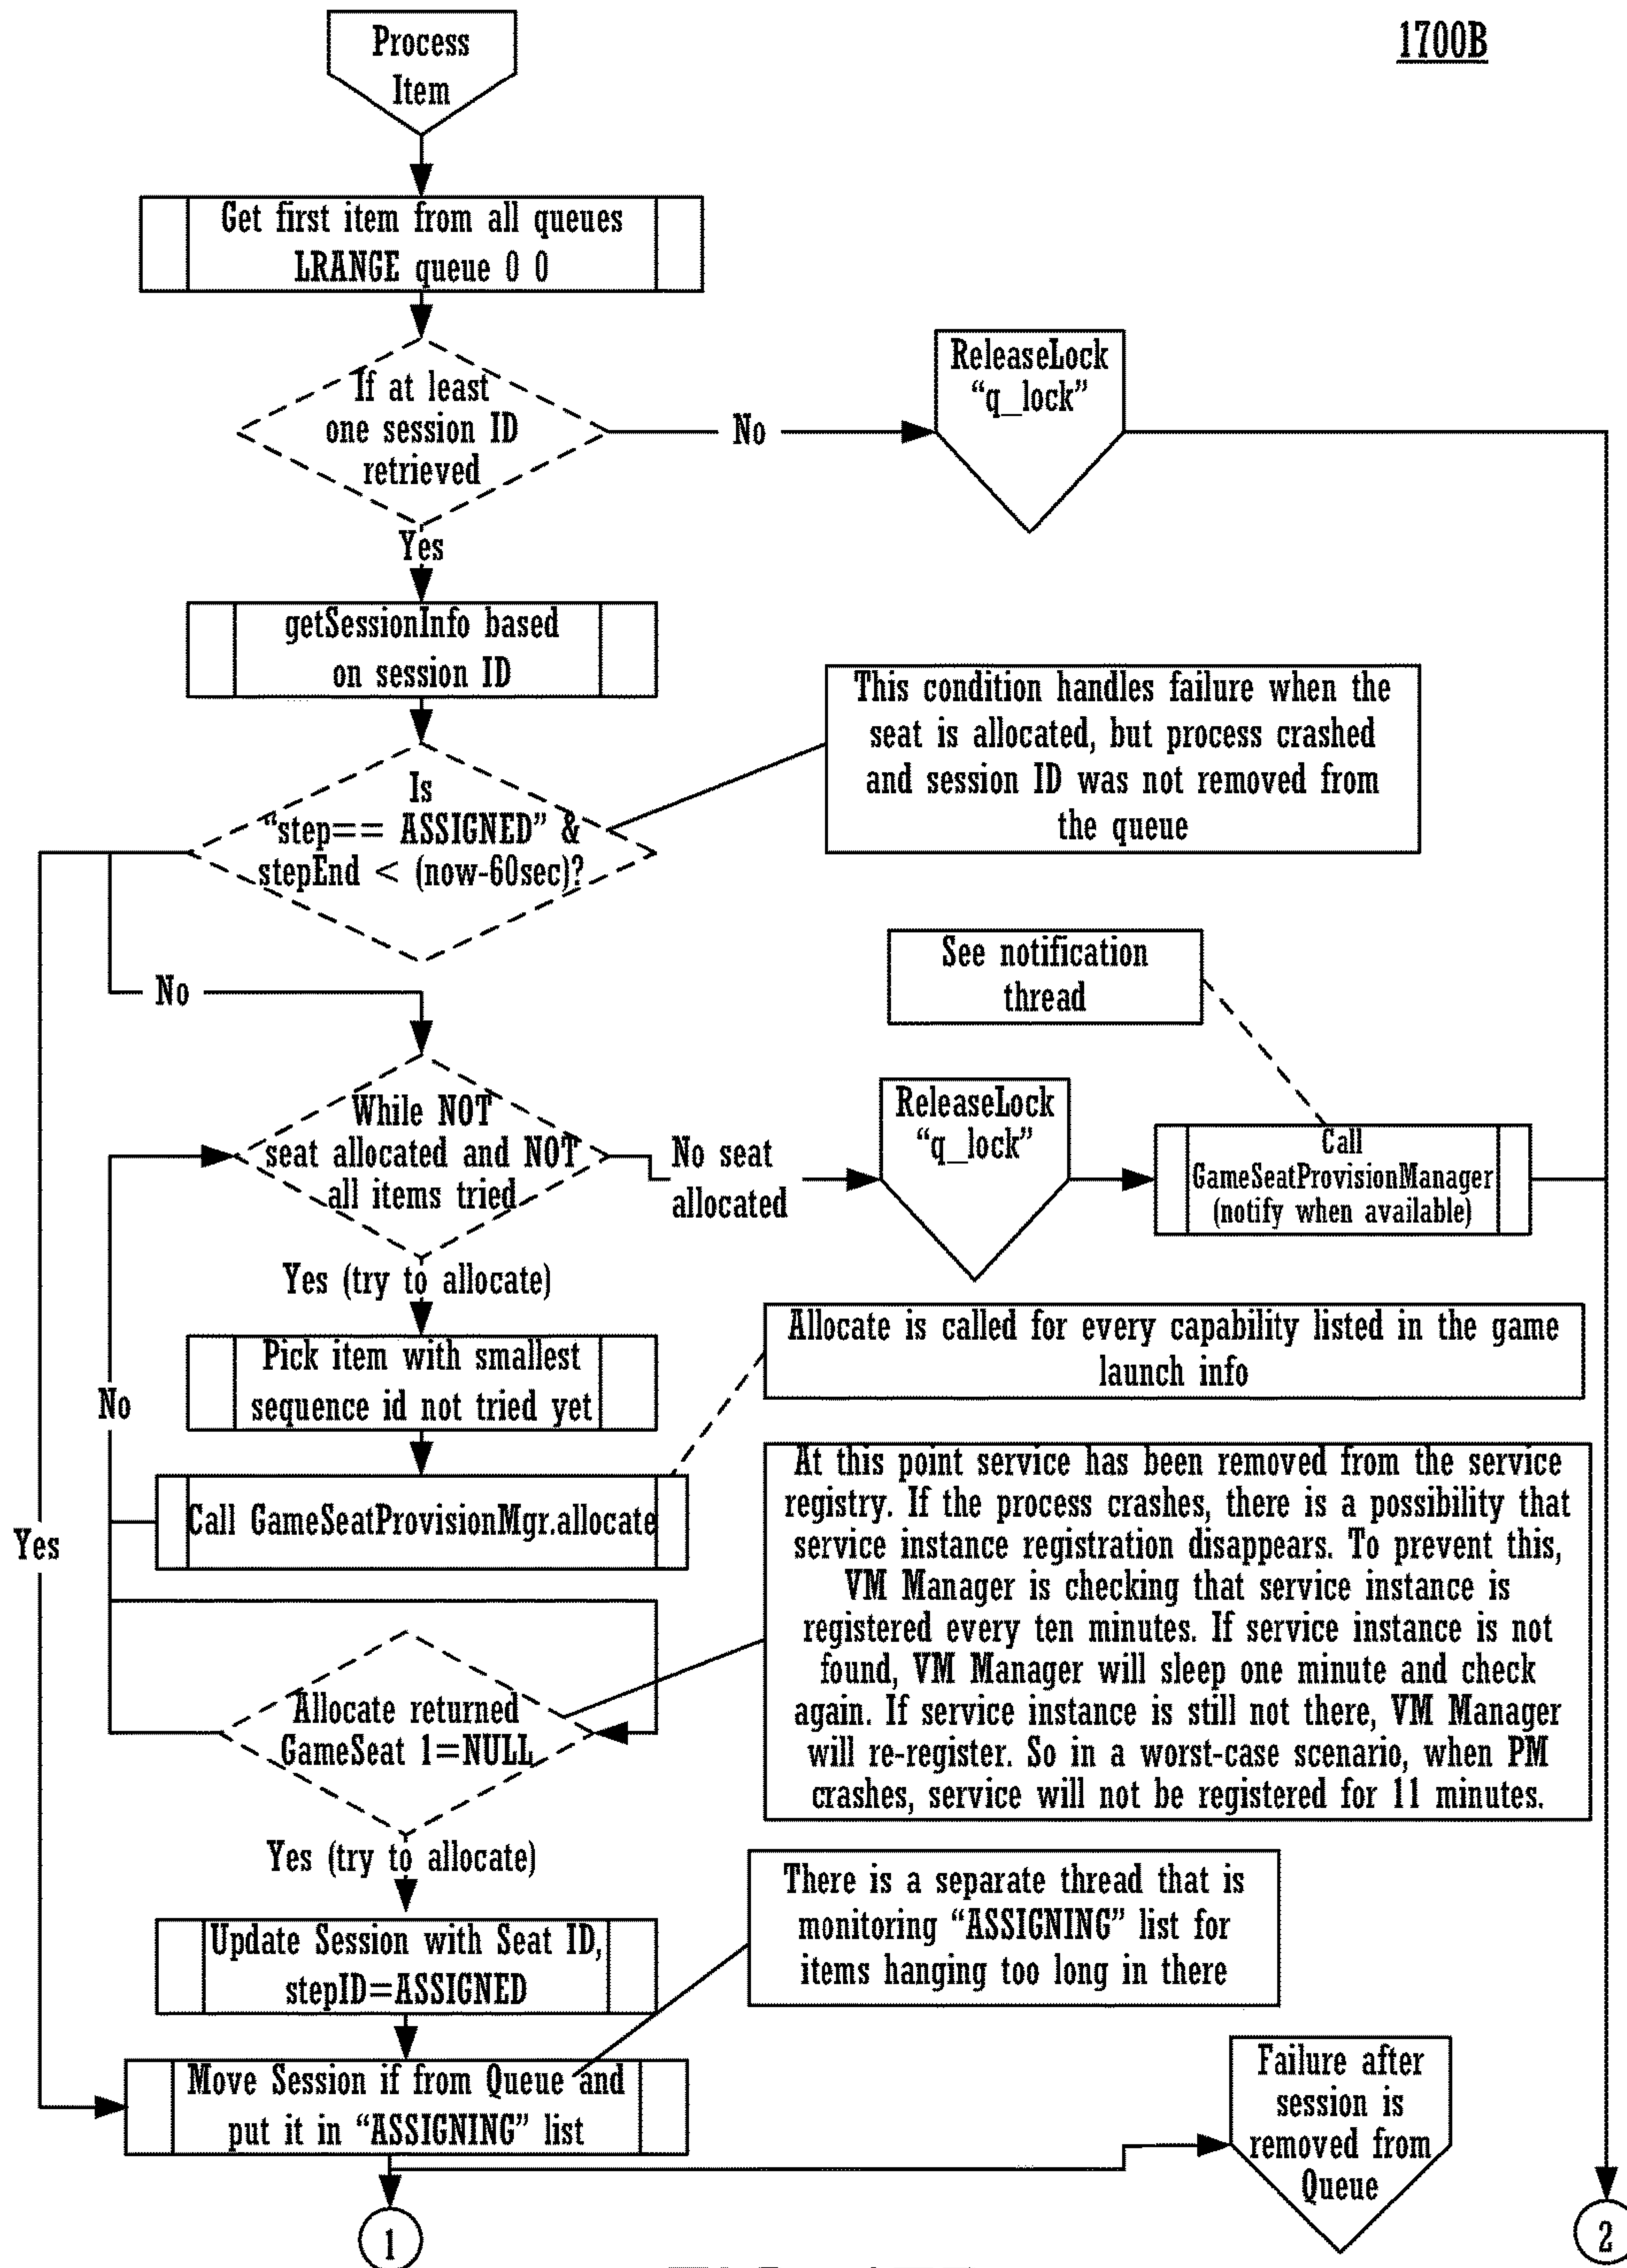 1700B
Process
Item
Get first item from all queues
LRANGE queue 0 0
If at least
one session ID
retrieved
No
ReleaseLock
“q_lock”
Yes
getSessionInfo based
on session ID
This condition handles failure when the
seat is allocated, but process crashed
and session ID was not removed from
the queue
Is
“step== ASSIGNED” &
stepEnd < (now-60sec)?
No
See notification
thread
While NOT
seat allocated and NOT
all items tried
No seat
allocated
ReleaseLock
“q_lock”
Call
GameSeatProvisionManager
(notify when available)
Yes (try to allocate)
Pick item with smallest
sequence id not tried yet
Allocate is called for every capability listed in the game
launch info
No
Call GameSeatProvisionMgr.allocate
Yes
At this point service has been removed from the service
registry. If the process crashes, there is a possibility that
service instance registration disappears. To prevent this,
VM Manager is checking that service instance is
registered every ten minutes. If service instance is not
found, VM Manager will sleep one minute and check
again. If service instance is still not there, VM Manager
will re-register. So in a worst-case scenario, when PM
crashes, service will not be registered for 11 minutes.
Allocate returned
GameSeat 1=NULL
Yes (try to allocate)
There is a separate thread that is
monitoring “ASSIGNING” list for
items hanging too long in there
Update Session with Seat ID,
stepID=ASSIGNED
Move Session if from Queue and
put it in “ASSIGNING” list
Failure after
session is
removed from
Queue
1
2